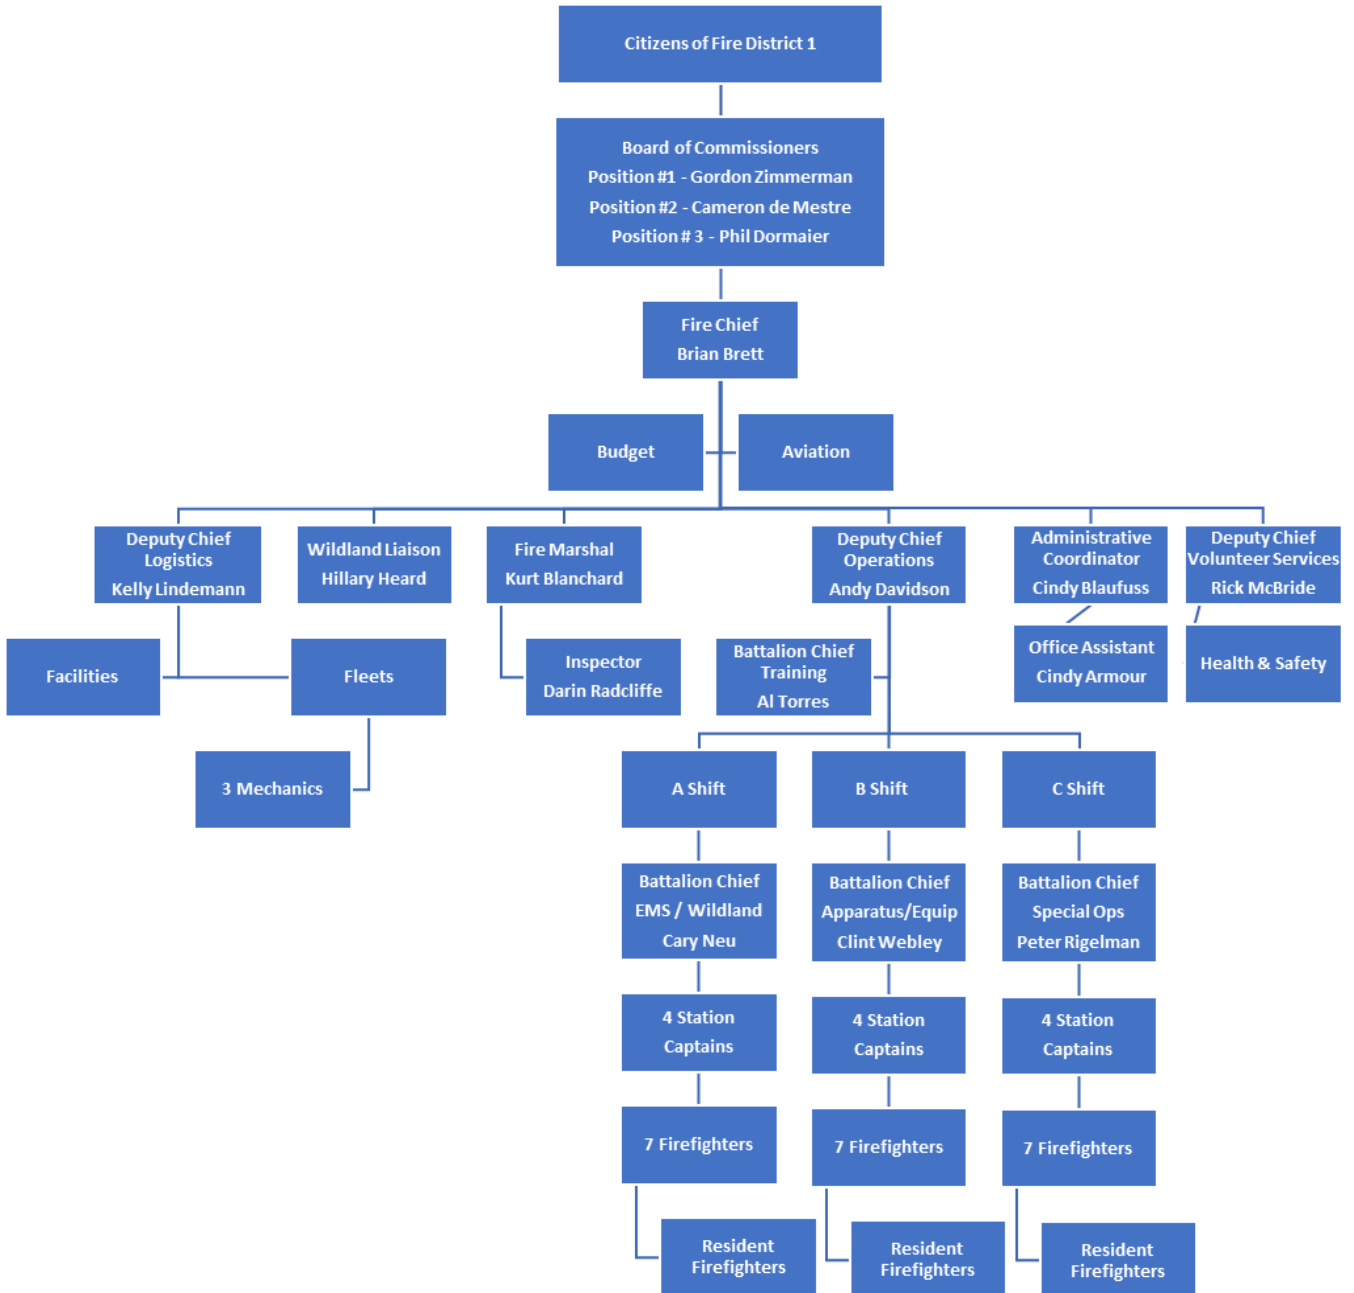 Citizens of Fire District 1
Board of Commissioners
Position #1 - Gordon Zimmerman
Position #2 - Cameron de Mestre
Position # 3 - Phil Dormaier
Fire Chief
Brian Brett
Budget
Aviation
Deputy Chief
Logistics
Kelly Lindemann
Wildland Liaison
Hillary Heard
Fire Marshal
Kurt Blanchard
Deputy Chief
Operations
Andy Davidson
Administrative
Coordinator
Cindy Blaufuss
Deputy Chief
Volunteer Services
Rick McBride
Facilities
Fleets
Inspector
Darin Radcliffe
Battalion Chief
Training
Al Torres
Office Assistant
Cindy Armour
Health & Safety
3 Mechanics
A Shift
B Shift
C Shift
Battalion Chief
EMS / Wildland
Cary Neu
Battalion Chief
Apparatus/Equip
Clint Webley
Battalion Chief
Special Ops
Peter Rigelman
4 Station
Captains
4 Station
Captains
4 Station
Captains
7 Firefighters
7 Firefighters
7 Firefighters
Resident
Firefighters
Resident
Firefighters
Resident
Firefighters